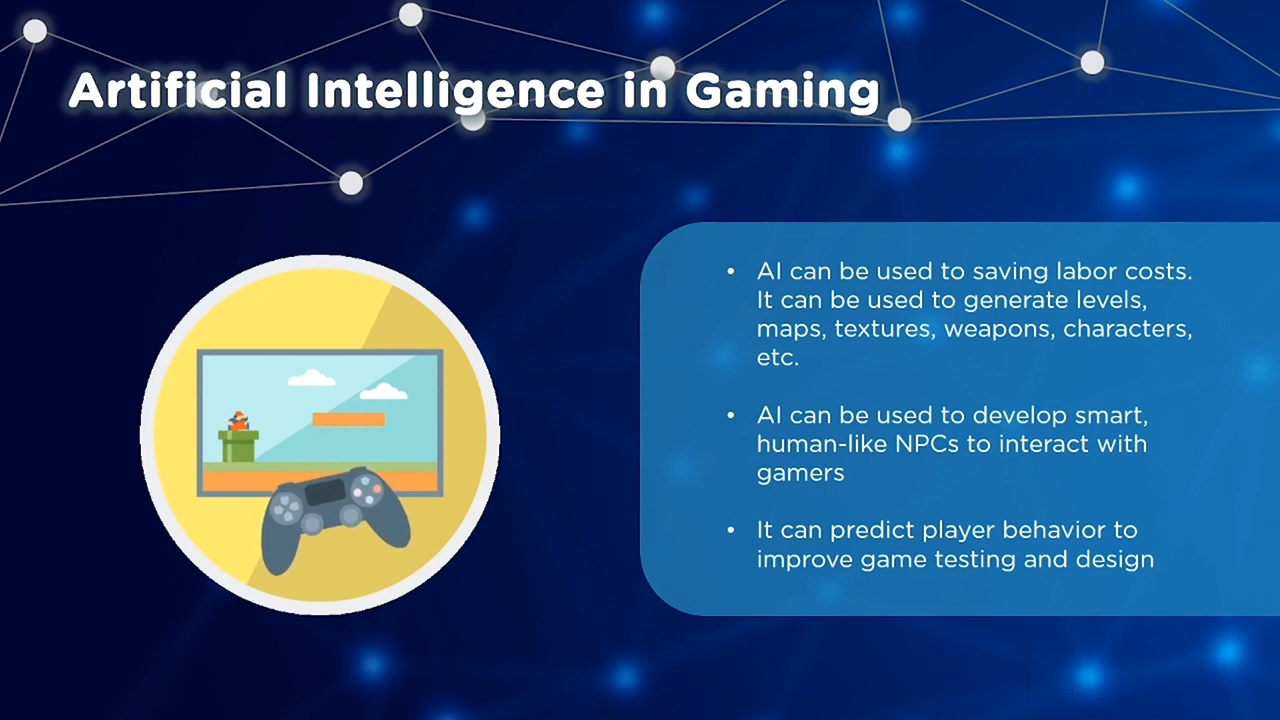 Artificial Intelligence in Gaming
• AI can be used to saving labor costs.
It can be used to generate levels,
maps, textures, weapons, characters,
etc.
• AI can be used to develop smart,
human-like NPCs to interact with
gamers
• It can predict player behavior to
improve game testing and design